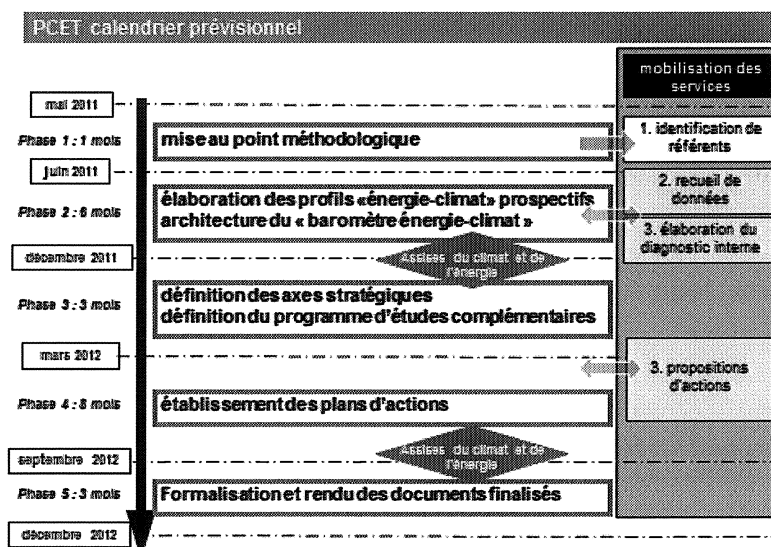 PCET calendrier prévisionnel
mobilisation des
services
mai 2011
Phase 1 : 1 mois
mise au point méthodologique
1. identification de
référents
juin 2011
Phase 2 : 6 mois
élaboration des profils «énergie-climat» prospectifs
architecture du « baromètre énergie-climat »
2. recueil de
données
3. élaboration du
diagnostic interne
décembre 2011
Assises du climat et de
l'énergie
Phase 3 : 3 mois
définition des axes stratégiques
définition du programme d'études complémentaires
mars 2012
3. propositions
d'actions
Phase 4 : 8 mois
établissement des plans d'actions
septembre 2012
Assises du climat et de
l'énergie
Phase 5 : 3 mois
Formalisation et rendu des documents finalisés
décembre 2012